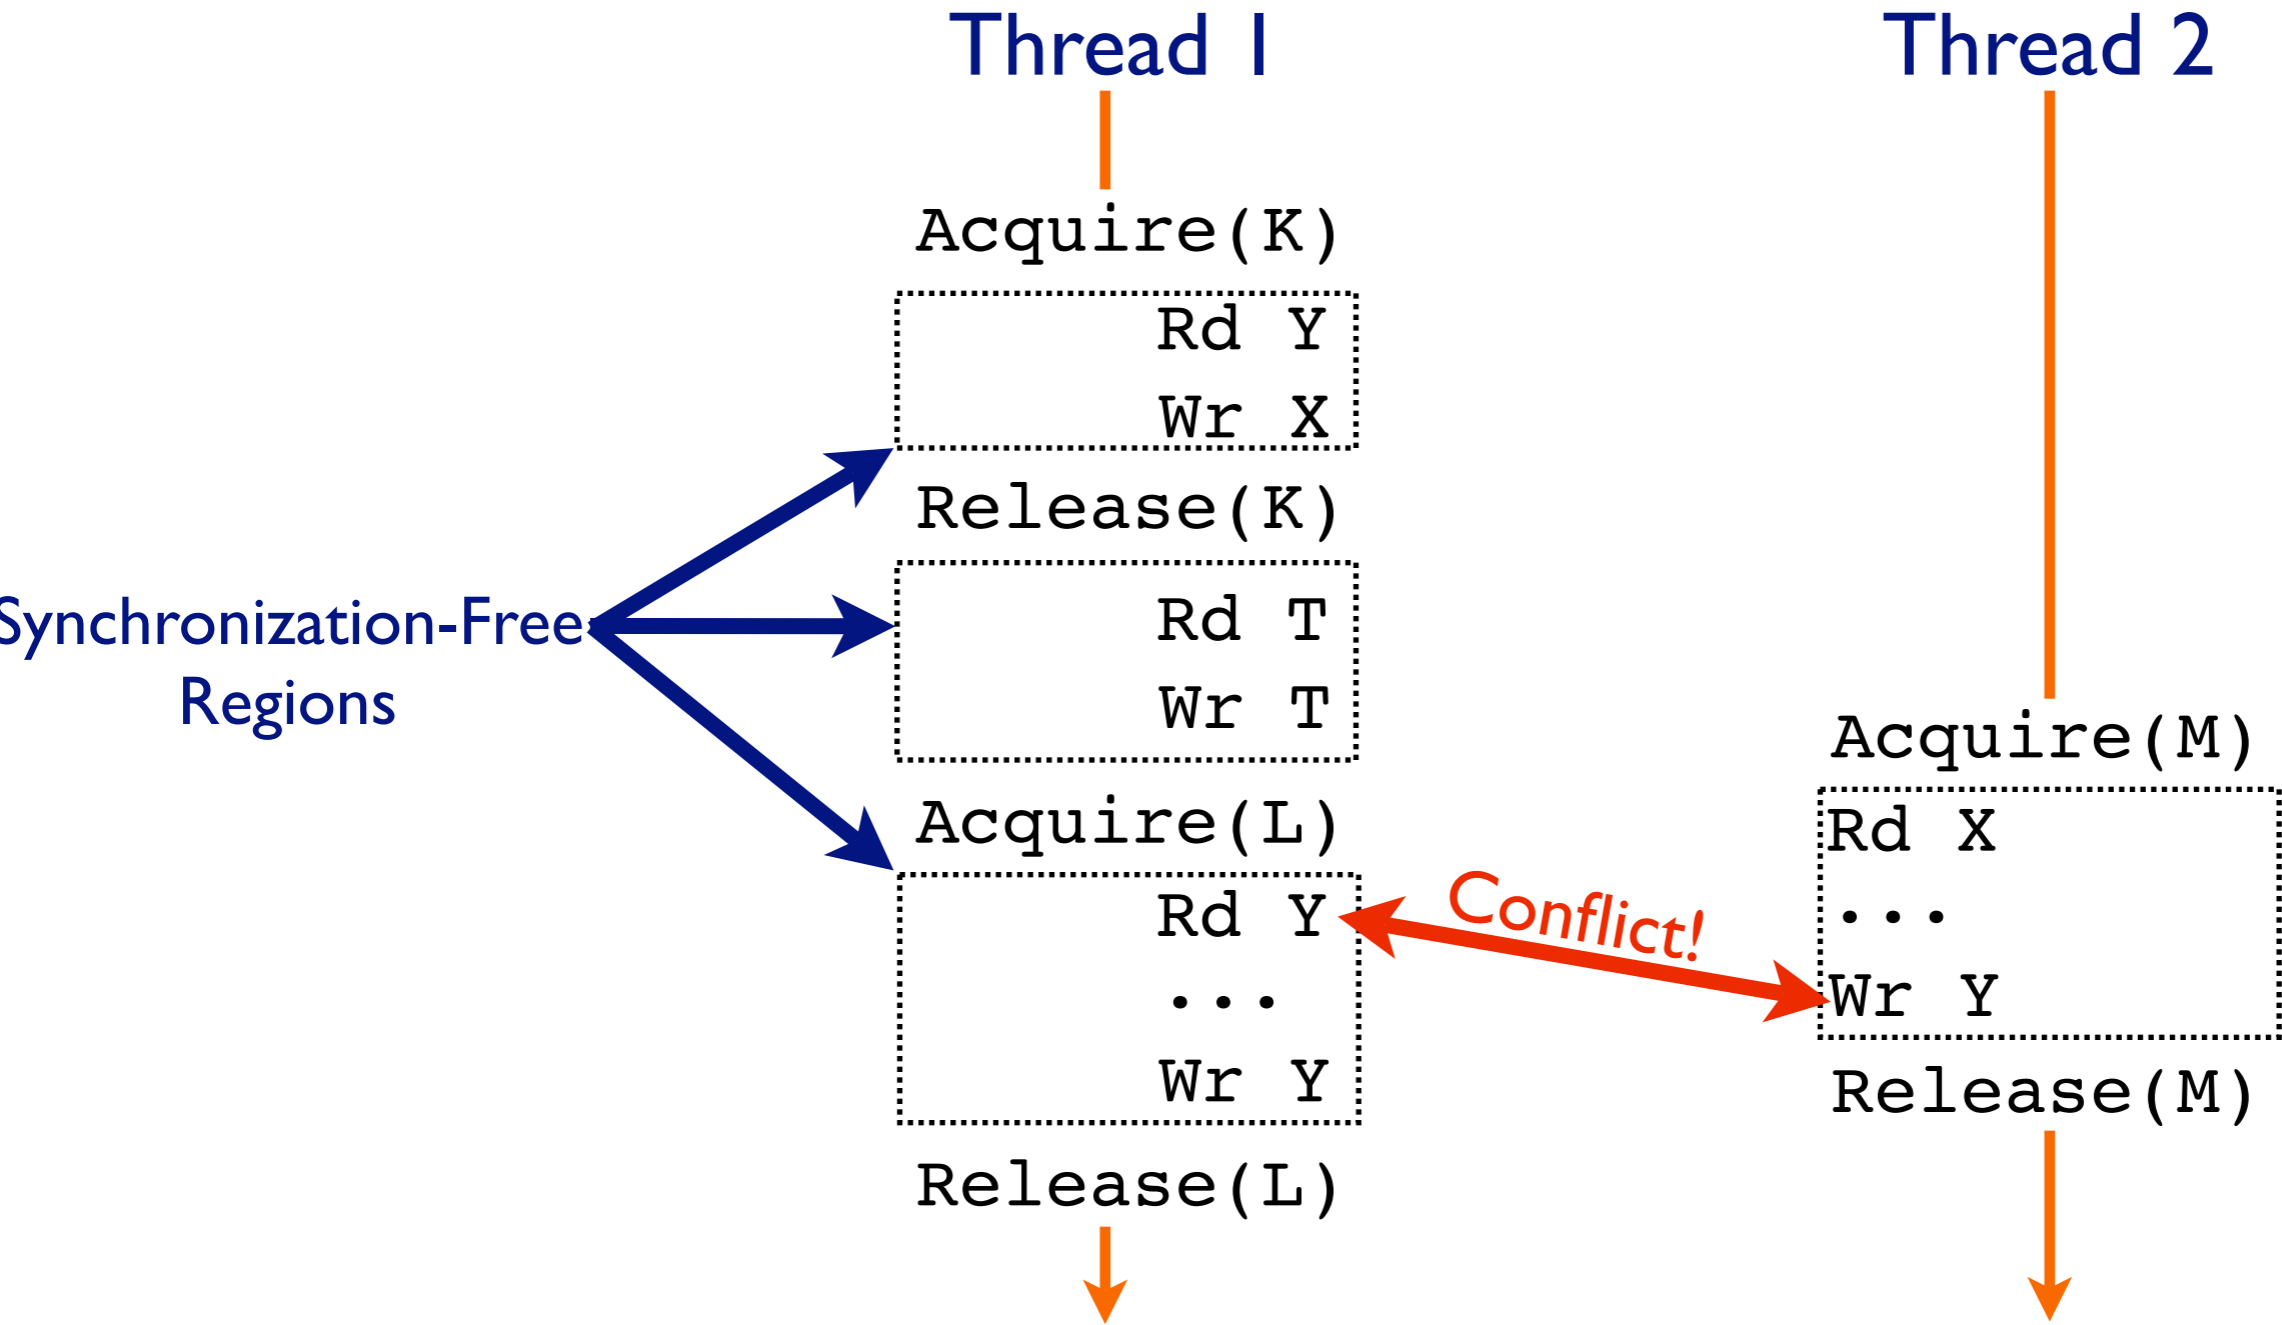 Thread 1
Thread 2
Acquire(K)
Rd Y
Wr X
Release(K)
Synchronization-Free
Regions
Rd T
Wr T
Acquire(L)
Rd Y
...
Wr Y
Release(L)
Conflict!
Acquire(M)
Rd X
...
Wr Y
Release(M)